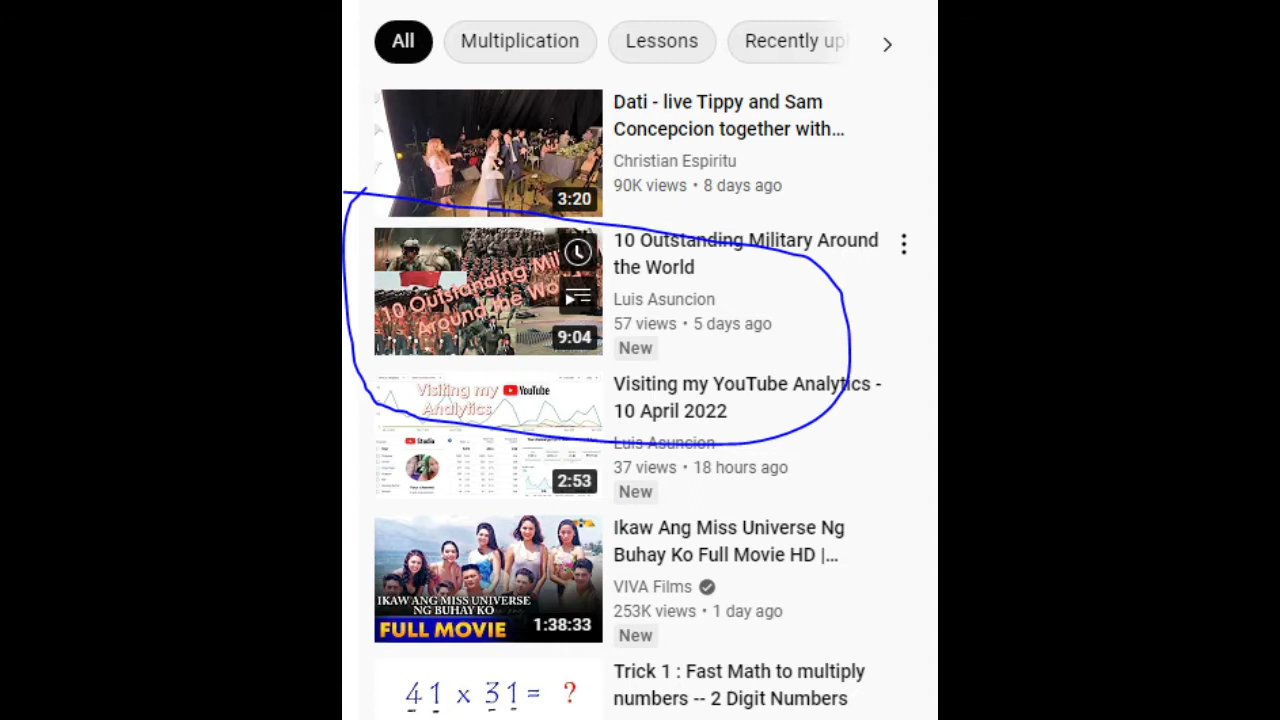 All
Multiplication
Lessons
Recently upl
Dati - live Tippy and Sam
Concepcion together with...
Christian Espiritu
90K views • 8 days ago
3:20
10 Outstanding Mil
Around the Wo
9:04
10 Outstanding Military Around
the World
Luis Asuncion
57 views • 5 days ago
New
Visiting my YouTube
Analytics
Studio
2:53
Visiting my YouTube Analytics -
10 April 2022
Luis Asuncion
37 views • 18 hours ago
New
IKAW ANG MISS UNIVERSE
NG BUHAY KO
FULL MOVIE
1:38:33
Ikaw Ang Miss Universe Ng
Buhay Ko Full Movie HD |...
VIVA Films
253K views • 1 day ago
New
41 x 31 = ?
Trick 1 : Fast Math to multiply
numbers -- 2 Digit Numbers